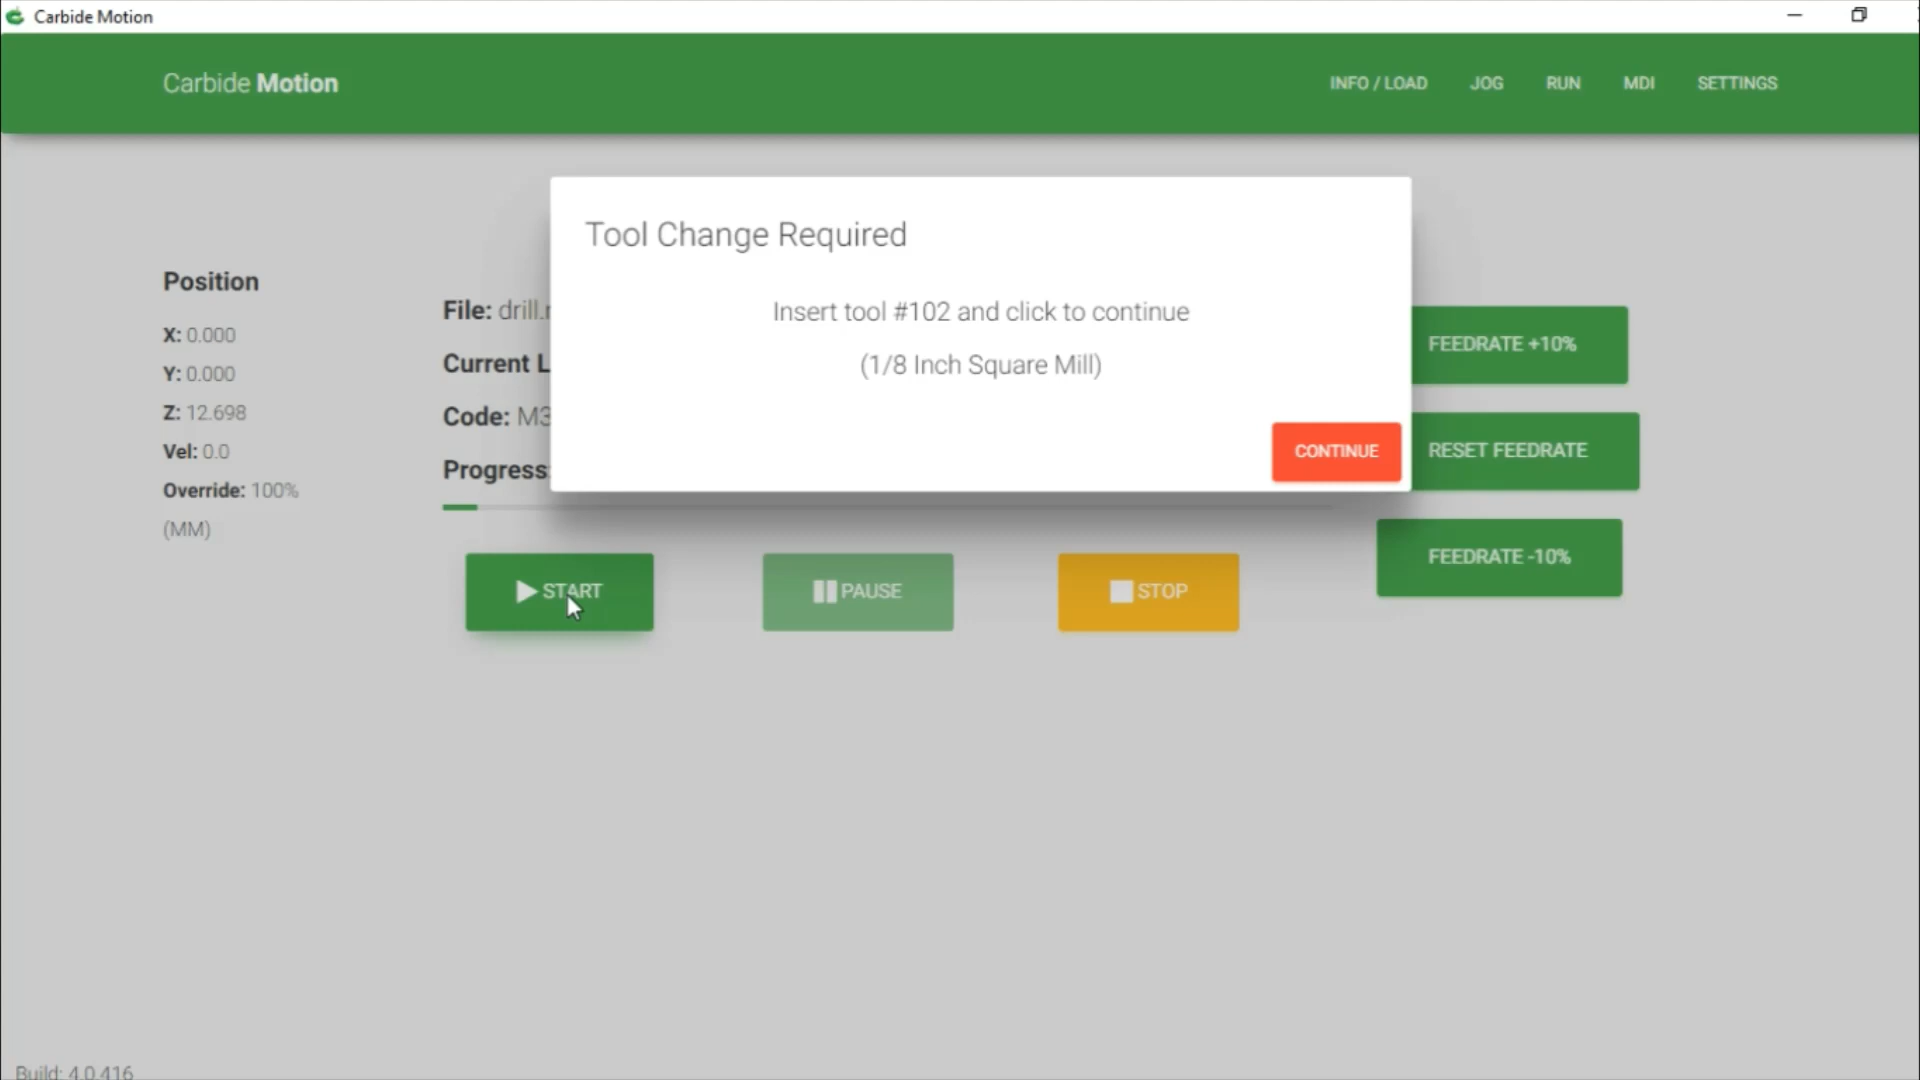 Carbide Motion
Carbide Motion
INFO / LOAD
JOG
RUN
MDI
SETTINGS
Tool Change Required
Insert tool #102 and click to continue
(1/8 Inch Square Mill)
CONTINUE
Position
X: 0.000
Y: 0.000
Z: 12.698
Vel: 0.0
Override: 100%
(MM)
File: drill.
Current L
Code: M3
Progress:
FEEDRATE +10%
RESET FEEDRATE
FEEDRATE -10%
START
PAUSE
STOP
Build: 4.0.416